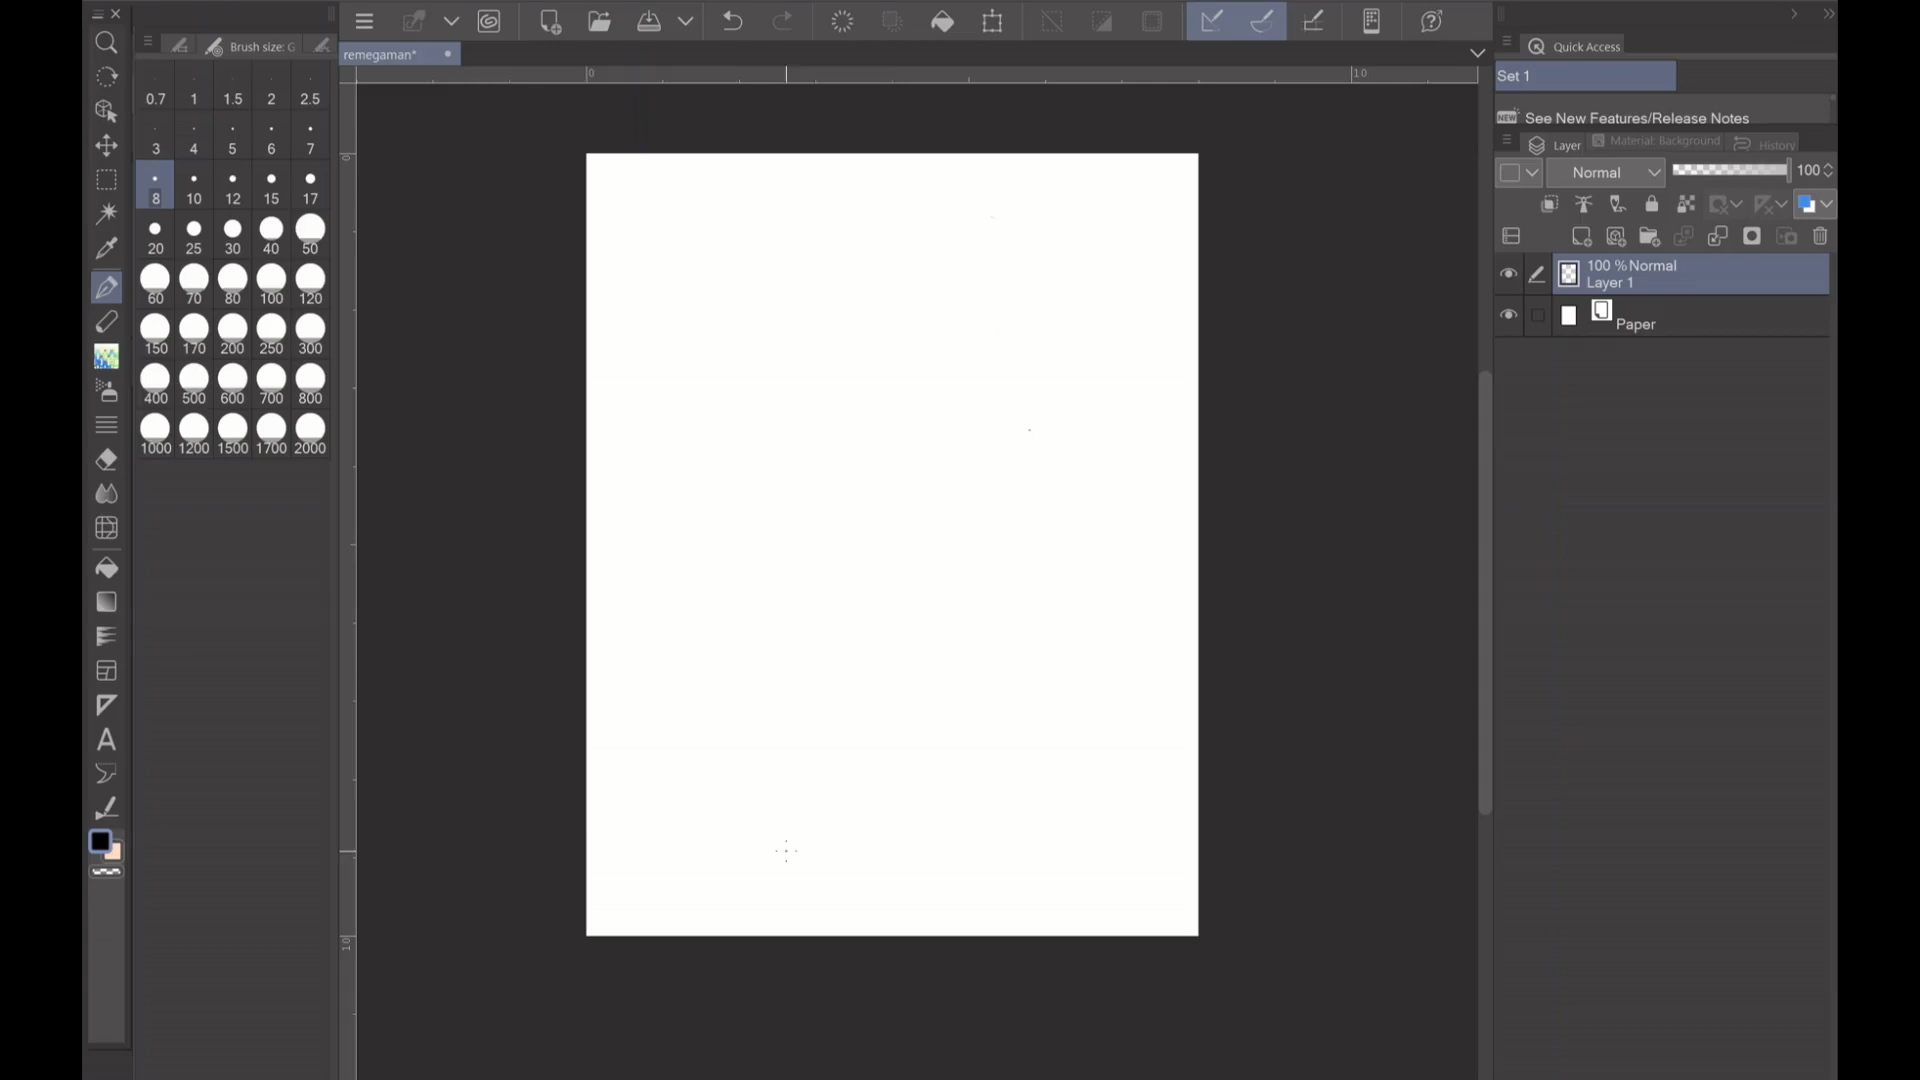 Brush size: G
remegaman*
0
10
0
10
0.7 1 1.5 2 2.5
3 4 5 6 7
8 10 12 15 17
20 25 30 40 50
60 70 80 100 120
150 170 200 250 300
400 500 600 700 800
1000 1200 1500 1700 2000
A
Quick Access
Set 1
NEW See New Features/Release Notes
Layer Material: Background History
Normal 100
100 % Normal
Layer 1
Paper